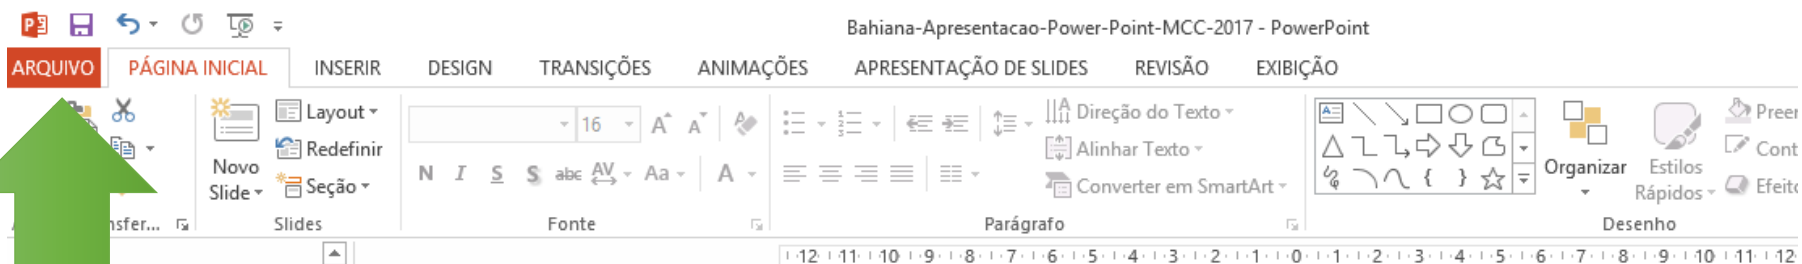 Bahiana-Apresentacao-Power-Point-MCC-2017 - PowerPoint
ARQUIVO PÁGINA INICIAL INSERIR DESIGN TRANSIÇÕES ANIMAÇÕES APRESENTAÇÃO DE SLIDES REVISÃO EXIBIÇÃO
Layout
Redefinir
Seção
Novo
Slide
16
N I S S abc AV Aa A
Direção do Texto
Alinhar Texto
Converter em SmartArt
Organizar
Estilos
Rápidos
Slides Fonte Parágrafo Desenho
12 11 10 9 8 7 6 5 4 3 2 1 0 1 2 3 4 5 6 7 8 9 10 11 12